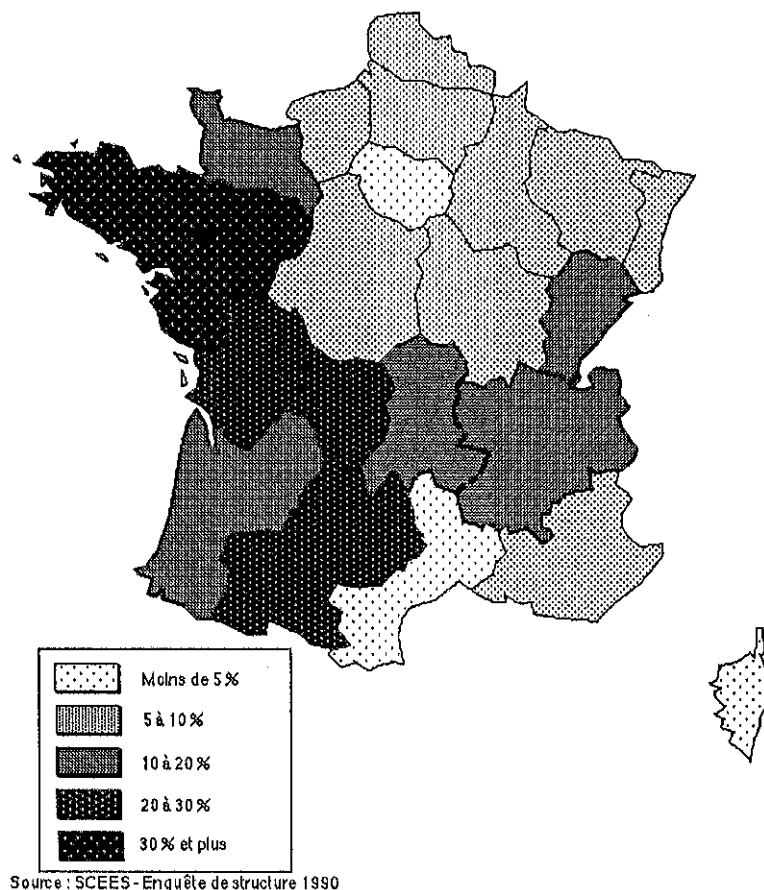 Moins de 5%
5 à 10%
10 à 20%
20 à 30%
30% et plus
Source : SCEES - Enquête de structure 1990